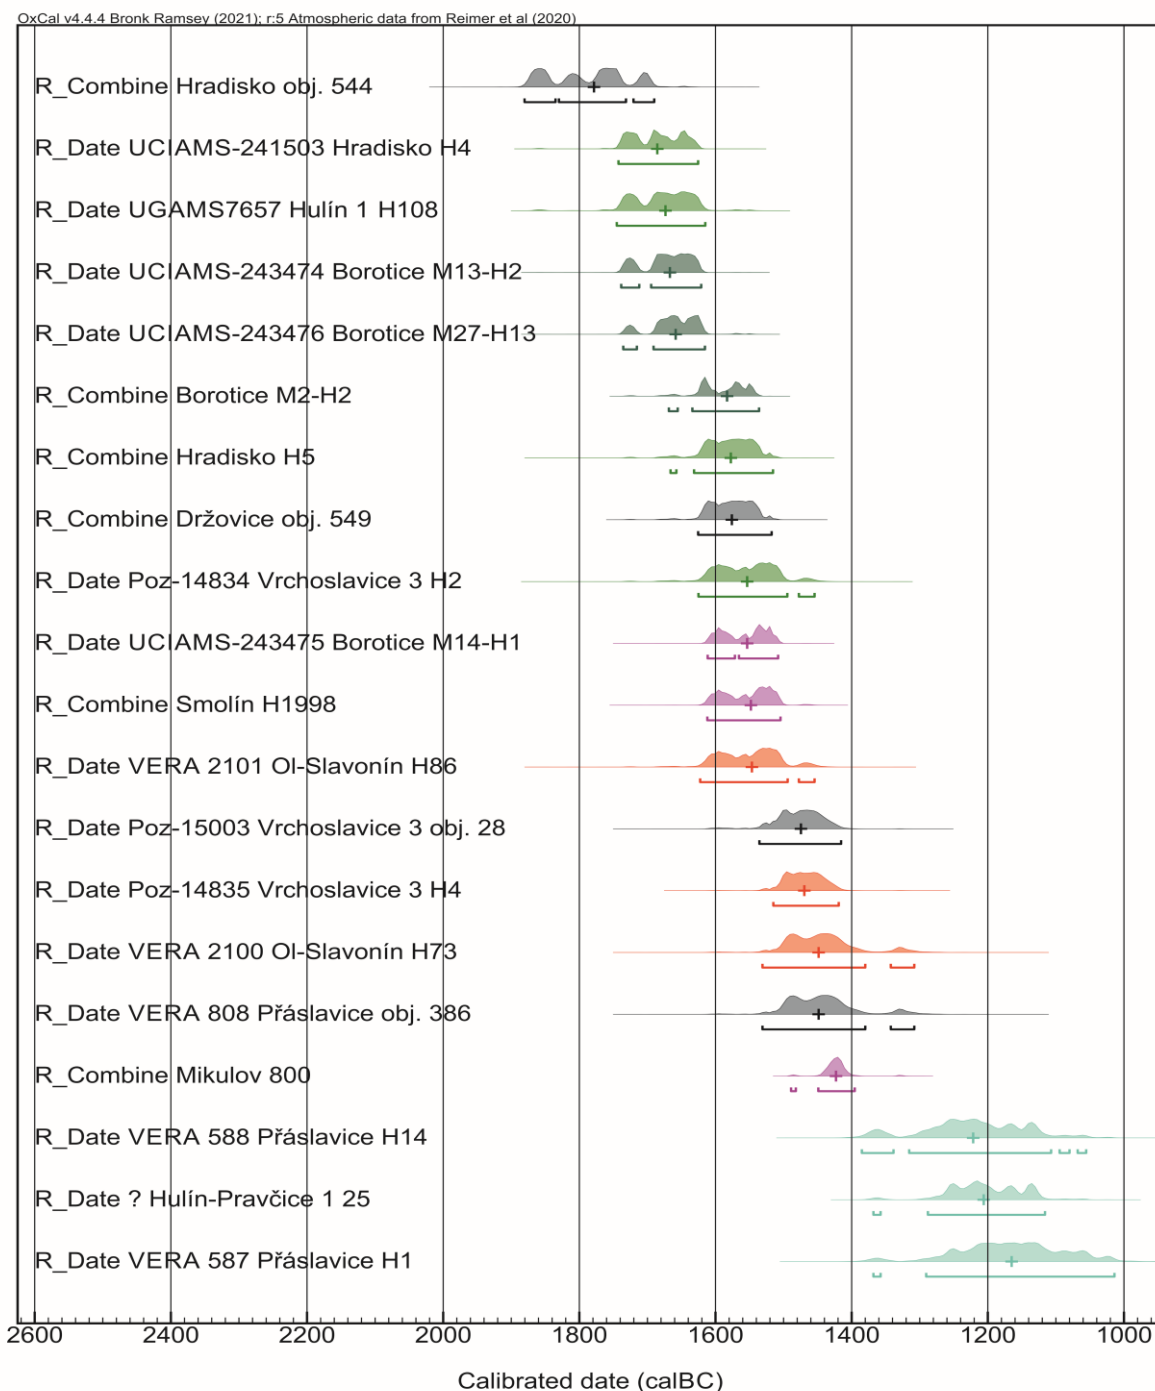 OxCal v4.4.4 Bronk Ramsey (2021); r:5 Atmospheric data from Reimer et al (2020)
R_Combine Hradisko obj. 544
R_Date UCIAMS-241503 Hradisko H4
R_Date UGAMS7657 Hulín 1 H108
R_Date UCIAMS-243474 Borotice M13-H2
R_Date UCIAMS-243476 Borotice M27-H13
R_Combine Borotice M2-H2
R_Combine Hradisko H5
R_Combine Držovice obj. 549
R_Date Poz-14834 Vrchoslavice 3 H2
R_Date UCIAMS-243475 Borotice M14-H1
R_Combine Smolín H1998
R_Date VERA 2101 Ol-Slavonín H86
R_Date Poz-15003 Vrchoslavice 3 obj. 28
R_Date Poz-14835 Vrchoslavice 3 H4
R_Date VERA 2100 Ol-Slavonín H73
R_Date VERA 808 Přáslavice obj. 386
R_Combine Mikulov 800
R_Date VERA 588 Přáslavice H14
R_Date ? Hulín-Pravčice 1 25
R_Date VERA 587 Přáslavice H1
2600 2400 2200 2000 1800 1600 1400 1200 1000
Calibrated date (calBC)